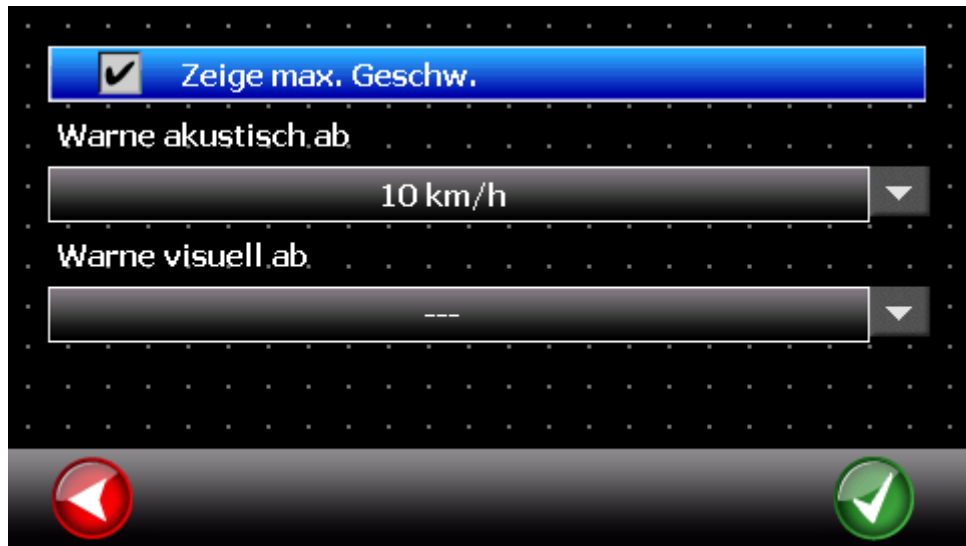 Zeige max. Geschw.
Warne akustisch ab
10 km/h
Warne visuell ab
---